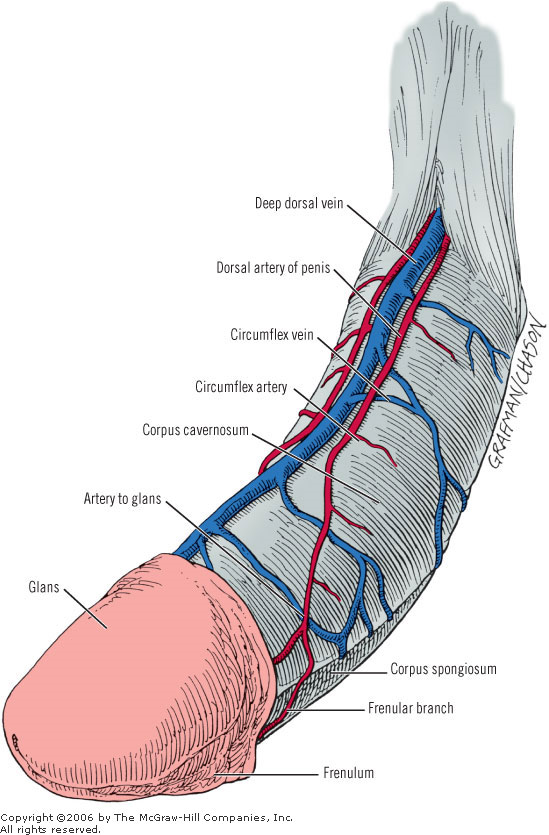 Deep dorsal vein
Dorsal artery of penis
Circumflex vein
Circumflex artery
Corpus cavernosum
Artery to glans
Glans
Corpus spongiosum
Frenular branch
Frenulum
GRAFMAN/CHASON
Copyright ©2006 by The McGraw-Hill Companies, Inc.
All rights reserved.